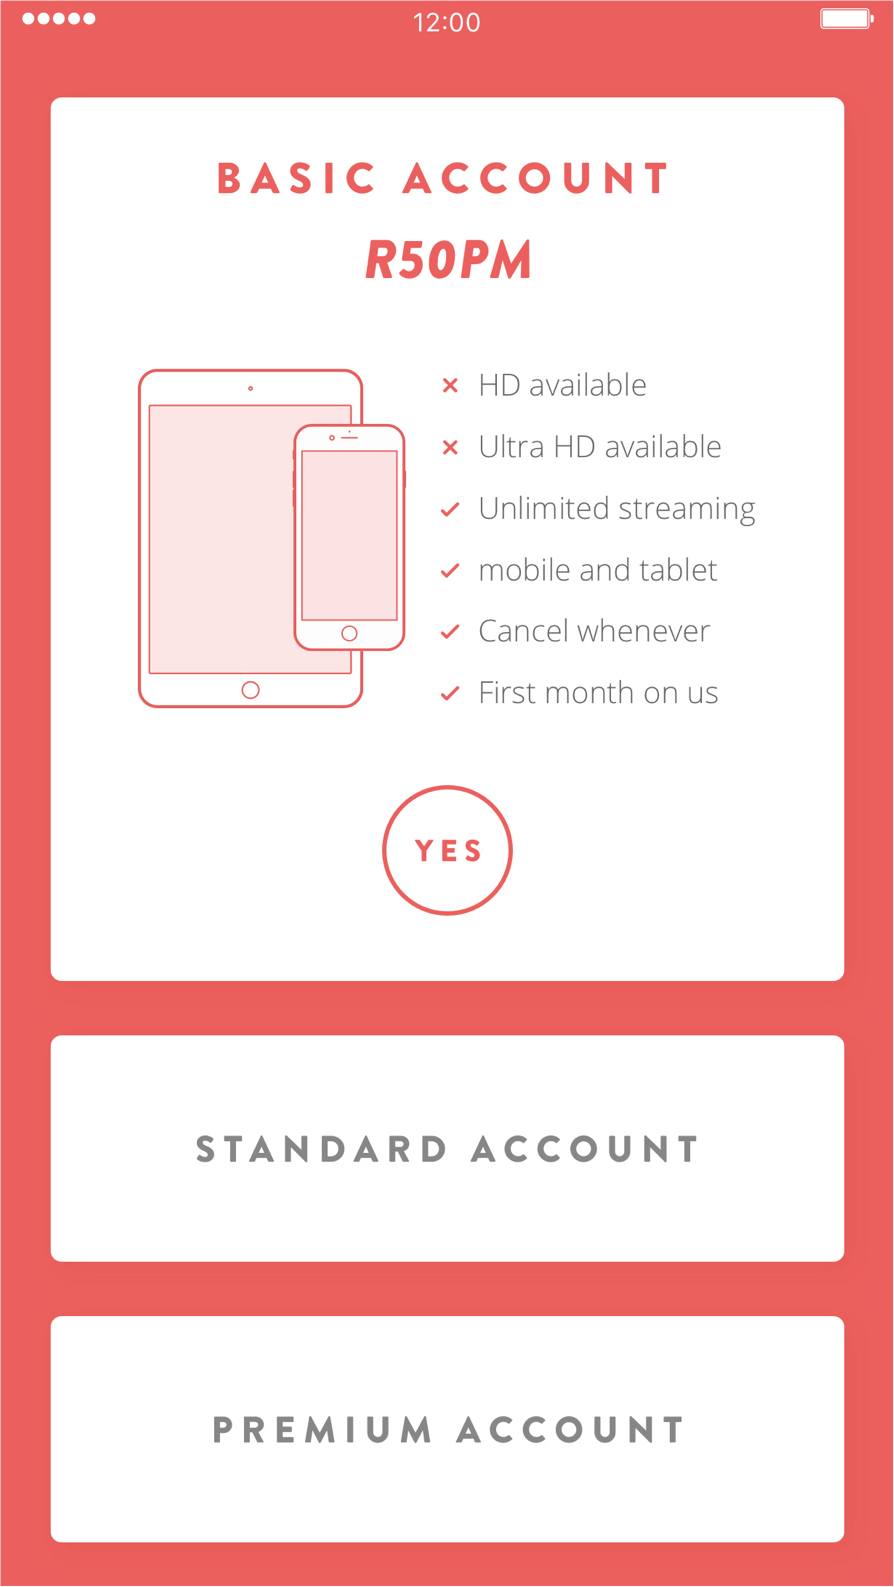 12:00
BASIC ACCOUNT
R50PM
HD available
Ultra HD available
Unlimited streaming
mobile and tablet
Cancel whenever
First month on us
YES
STANDARD ACCOUNT
PREMIUM ACCOUNT